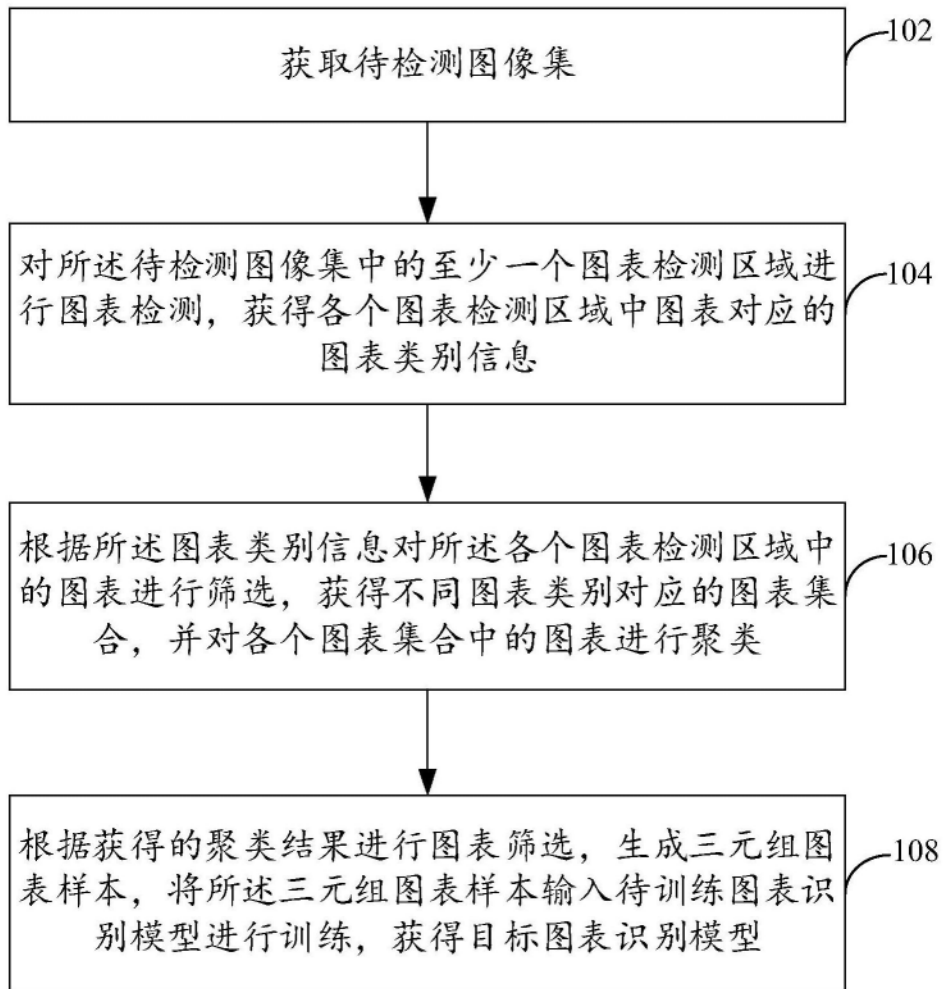 获取待检测图像集
102
对所述待检测图像集中的至少一个图表检测区域进
行图表检测，获得各个图表检测区域中图表对应的
图表类别信息
104
根据所述图表类别信息对所述各个图表检测区域中
的图表进行筛选，获得不同图表类别对应的图表集
合，并对各个图表集合中的图表进行聚类
106
根据获得的聚类结果进行图表筛选，生成三元组图
表样本，将所述三元组图表样本输入待训练图表识
别模型进行训练，获得目标图表识别模型
108